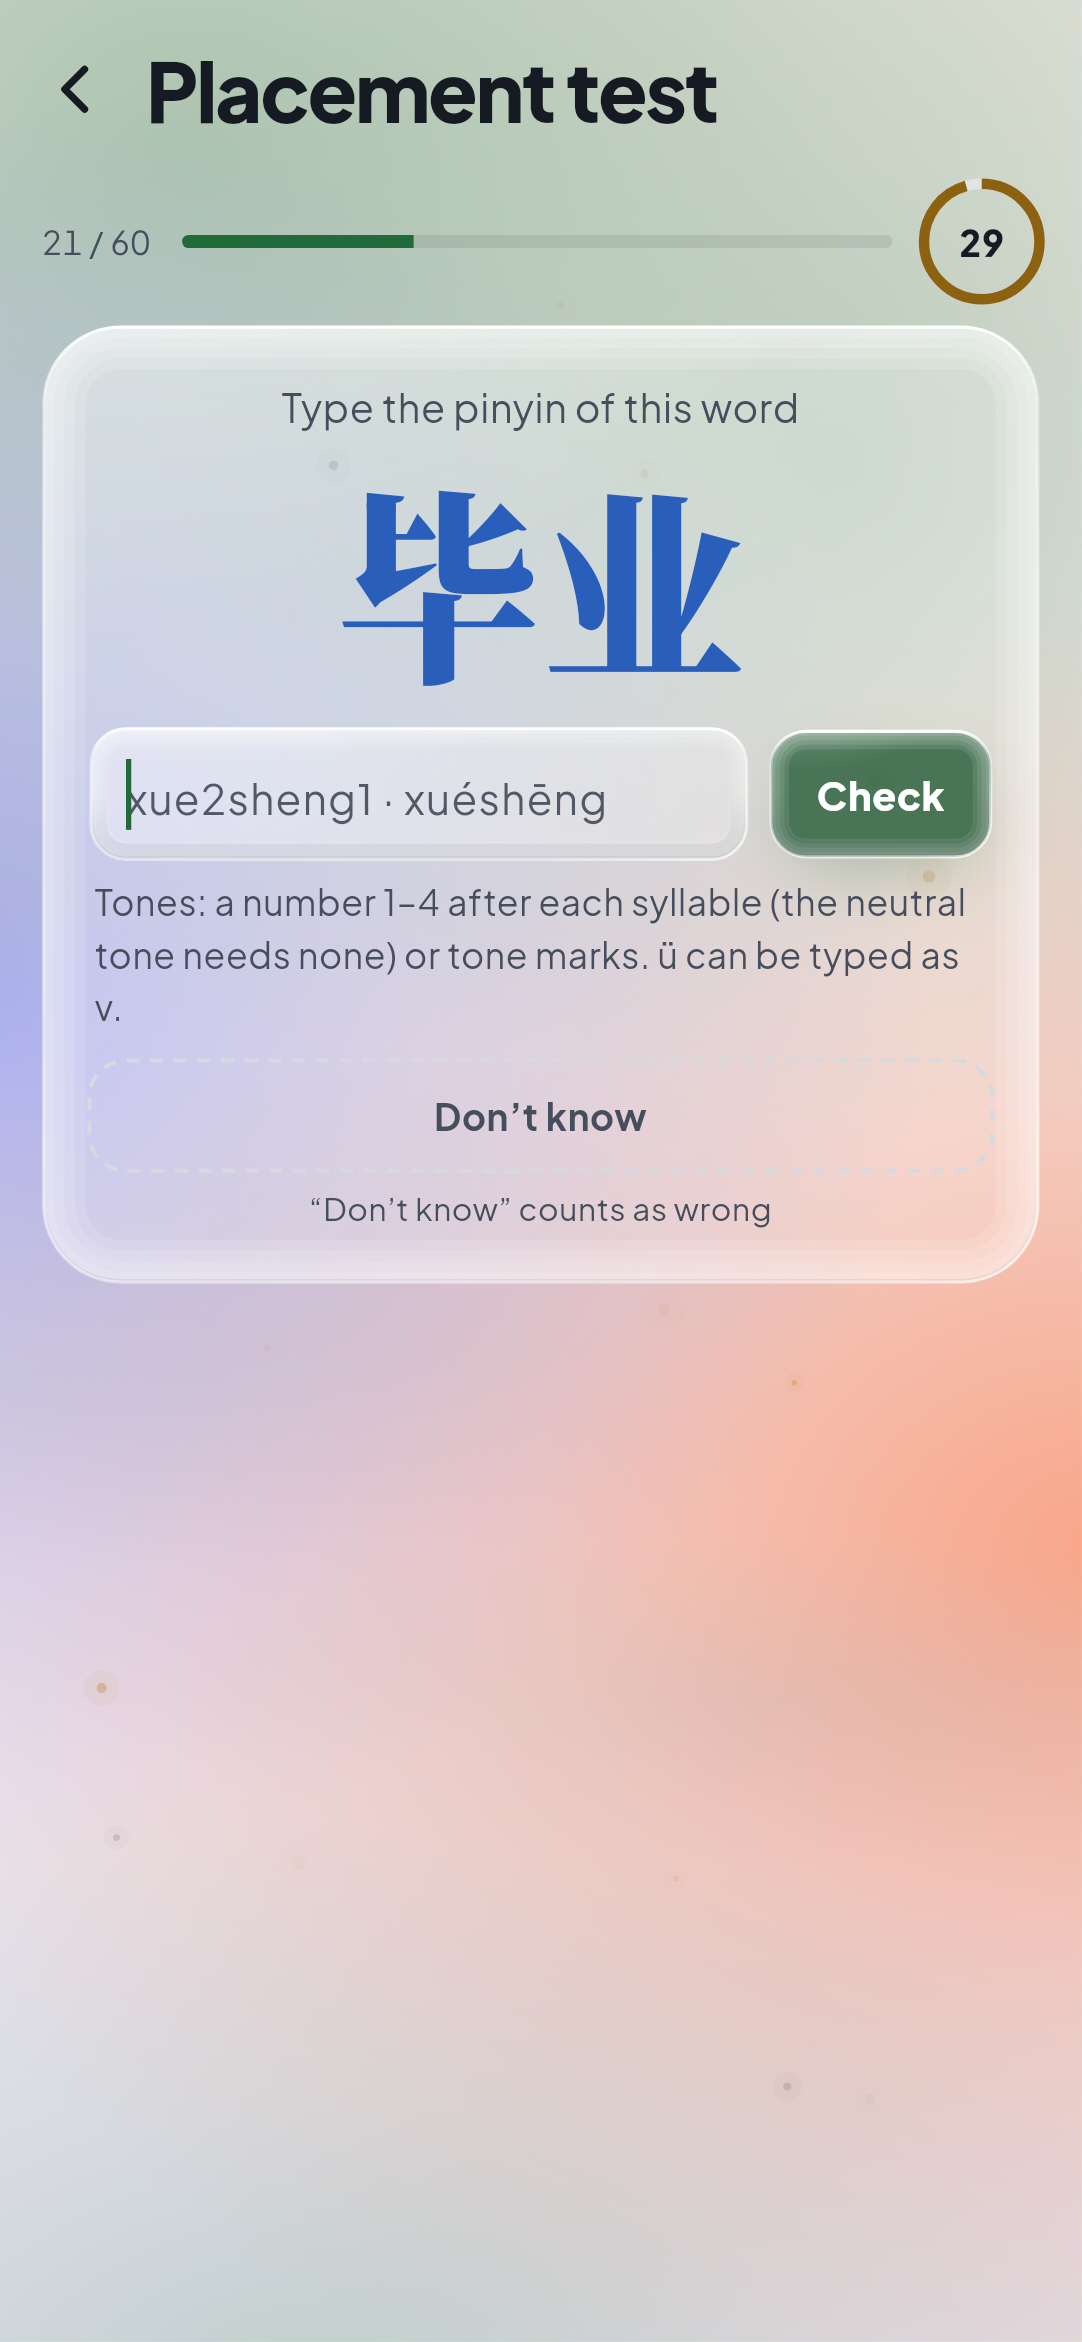 Placement test
21 / 60
29
Type the pinyin of this word
毕业
xue2sheng1 · xuéshēng
Check
Tones: a number 1–4 after each syllable (the neutral
tone needs none) or tone marks. ü can be typed as
v.
Don’t know
“Don’t know” counts as wrong